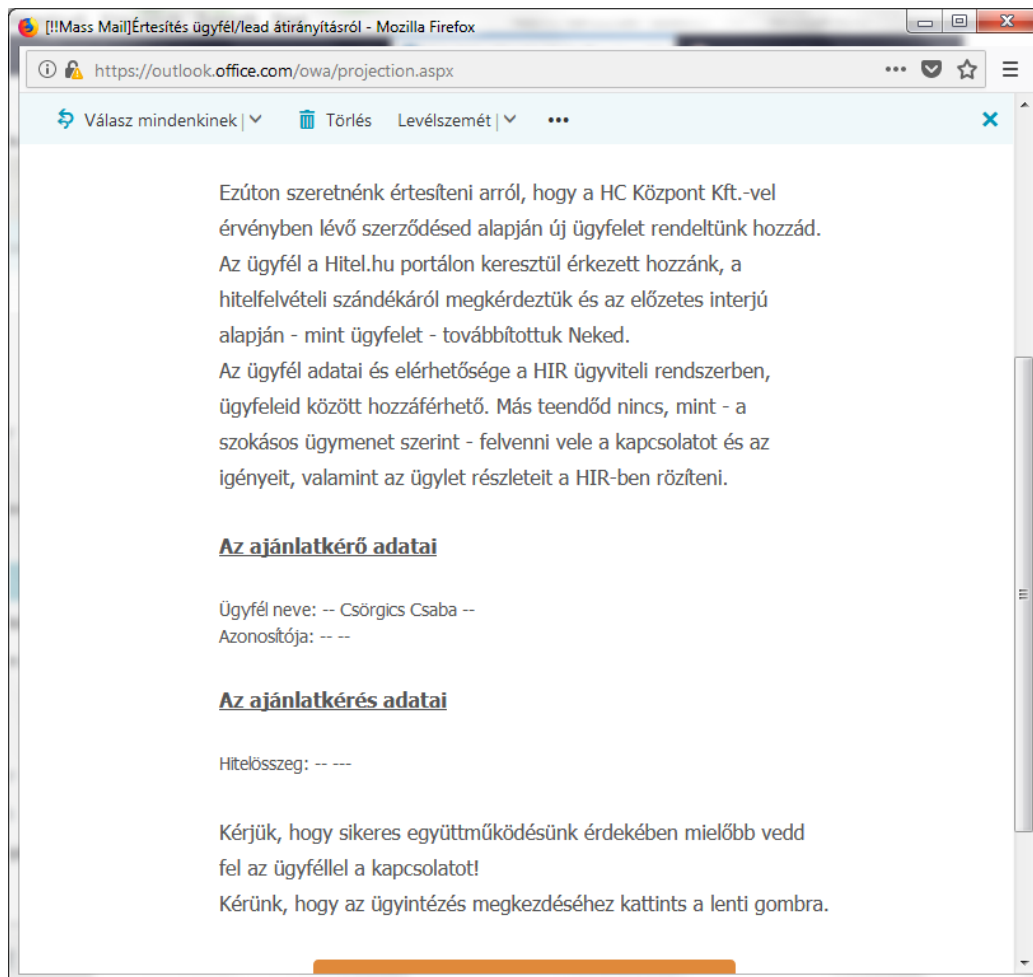 [!!Mass Mail]Értesítés ügyfél/lead átirányításról - Mozilla Firefox
https://outlook.office.com/owa/projection.aspx
Válasz mindenkinek | Törlés Levélszemét |
Ezúton szeretnénk értesíteni arról, hogy a HC Központ Kft.-vel
érvényben lévő szerződésed alapján új ügyfelet rendeltünk hozzád.
Az ügyfél a Hitel.hu portálon keresztül érkezett hozzánk, a
hitelfelvételi szándékáról megkérdeztük és az előzetes interjú
alapján - mint ügyfelet - továbbítottuk Neked.
Az ügyfél adatai és elérhetősége a HIR ügyviteli rendszerben,
ügyfeleid között hozzáférhető. Más teendőd nincs, mint - a
szokásos ügymenet szerint - felvenni vele a kapcsolatot és az
igényeit, valamint az ügylet részleteit a HIR-ben rözíteni.
Az ajánlatkérő adatai
Ügyfél neve: -- Csörgics Csaba --
Azonosítója: -- --
Az ajánlatkérés adatai
Hitelösszeg: -- ---
Kérjük, hogy sikeres együttműködésünk érdekében mielőbb vedd
fel az ügyféllel a kapcsolatot!
Kérünk, hogy az ügyintézés megkezdéséhez kattints a lenti gombra.